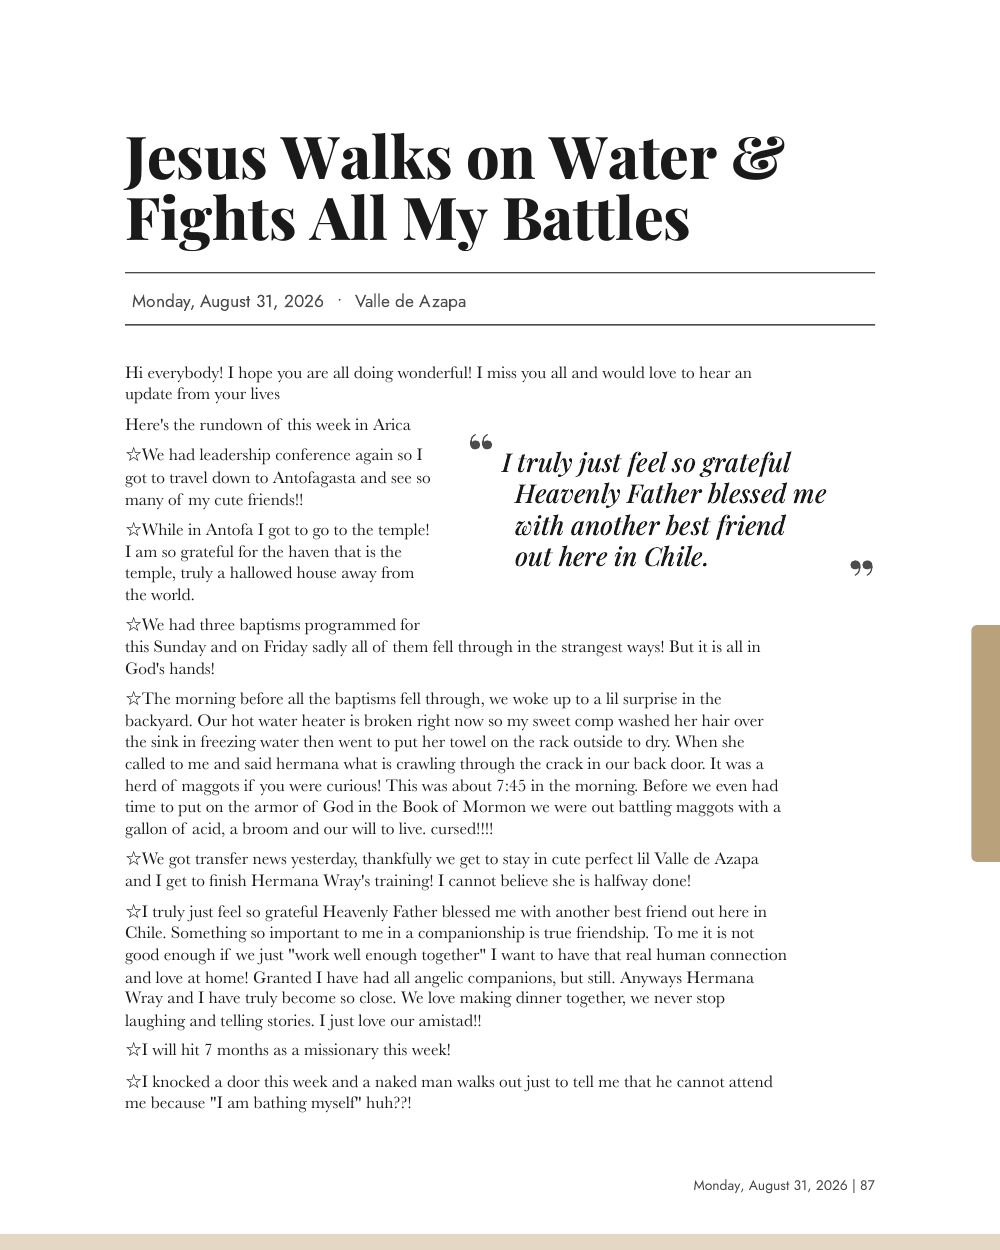 Jesus Walks on Water &
Fights All My Battles
Monday, August 31, 2026 · Valle de Azapa
Hi everybody! I hope you are all doing wonderful! I miss you all and would love to hear an
update from your lives
Here's the rundown of this week in Arica
☆We had leadership conference again so I
got to travel down to Antofagasta and see so
many of my cute friends!!
☆While in Antofa I got to go to the temple!
I am so grateful for the haven that is the
temple, truly a hallowed house away from
the world.
“
I truly just feel so grateful
Heavenly Father blessed me
with another best friend
out here in Chile.
”
☆We had three baptisms programmed for
this Sunday and on Friday sadly all of them fell through in the strangest ways! But it is all in
God's hands!
☆The morning before all the baptisms fell through, we woke up to a lil surprise in the
backyard. Our hot water heater is broken right now so my sweet comp washed her hair over
the sink in freezing water then went to put her towel on the rack outside to dry. When she
called to me and said hermana what is crawling through the crack in our back door. It was a
herd of maggots if you were curious! This was about 7:45 in the morning. Before we even had
time to put on the armor of God in the Book of Mormon we were out battling maggots with a
gallon of acid, a broom and our will to live. cursed!!!!
☆We got transfer news yesterday, thankfully we get to stay in cute perfect lil Valle de Azapa
and I get to finish Hermana Wray's training! I cannot believe she is halfway done!
☆I truly just feel so grateful Heavenly Father blessed me with another best friend out here in
Chile. Something so important to me in a companionship is true friendship. To me it is not
good enough if we just "work well enough together" I want to have that real human connection
and love at home! Granted I have had all angelic companions, but still. Anyways Hermana
Wray and I have truly become so close. We love making dinner together, we never stop
laughing and telling stories. I just love our amistad!!
☆I will hit 7 months as a missionary this week!
☆I knocked a door this week and a naked man walks out just to tell me that he cannot attend
me because "I am bathing myself" huh??!
Monday, August 31, 2026 | 87